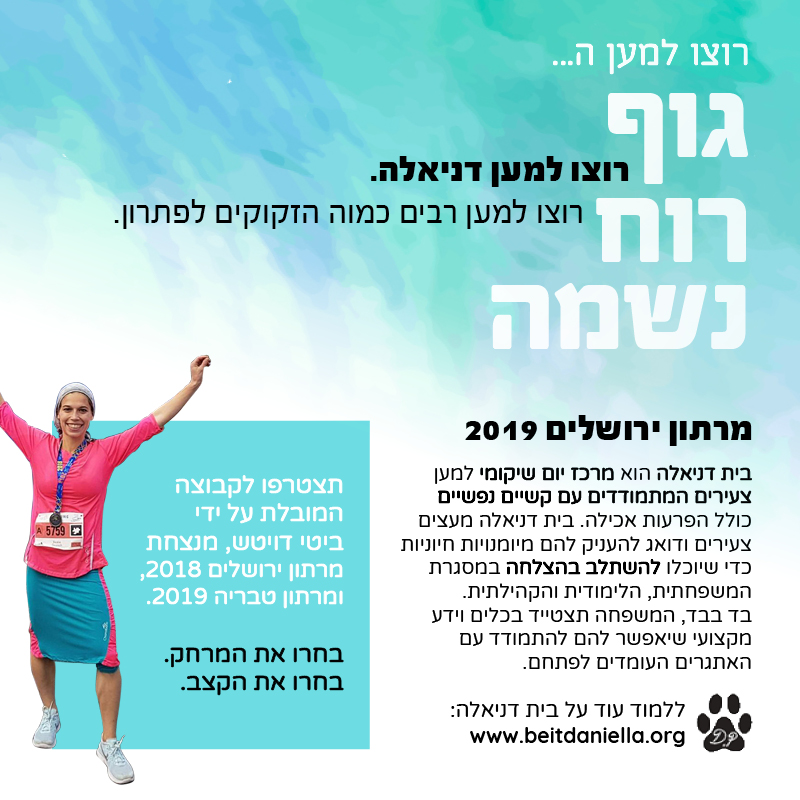 רוצו למען ה...
גוף
רוצו למען דניאלה.
רוח
רוצו למען רבים כמוה הזקוקים לפתרון.
נשמה
מרתון ירושלים 2019
בית דניאלה הוא מרכז יום שיקומי למען
צעירים המתמודדים עם קשיים נפשיים
כולל הפרעות אכילה. בית דניאלה מעצים
צעירים ודואג להעניק להם מיומנויות חיוניות
כדי שיוכלו להשתלב בהצלחה במסגרת
המשפחתית, הלימודית והקהילתית.
בד בבד, המשפחה תצטייד בכלים וידע
מקצועי שיאפשר להם להתמודד עם
האתגרים העומדים לפתחם.
ללמוד עוד על בית דניאלה:
www.beitdaniella.org
D.P
תצטרפו לקבוצה
המובלת על ידי
ביטי דויטש, מנצחת
מרתון ירושלים 2018,
ומרתון טבריה 2019.
בחרו את המרחק.
בחרו את הקצב.
A 5759